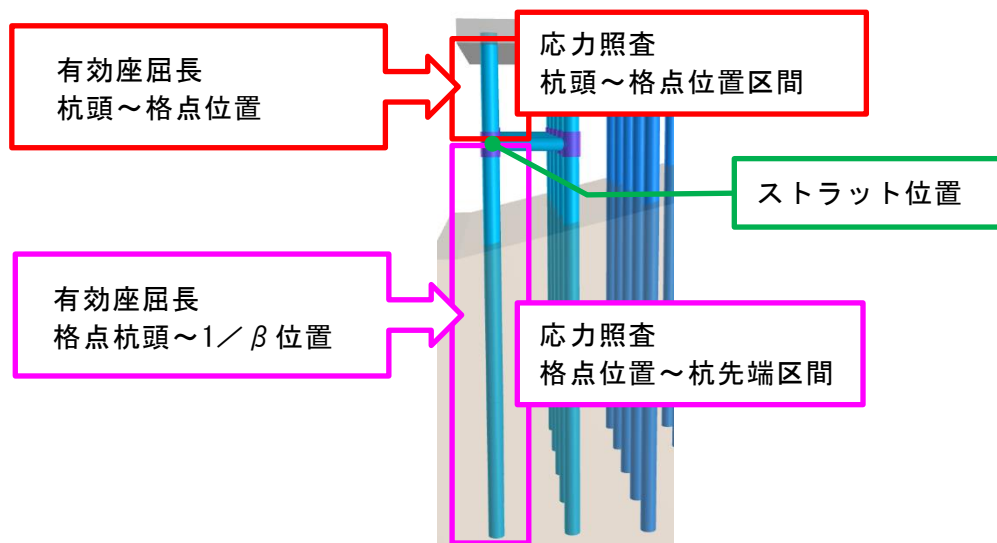 有効座屈長
杭頭～格点位置
応力照査
杭頭～格点位置区間
ストラット位置
有効座屈長
格点杭頭～1／β位置
応力照査
格点位置～杭先端区間